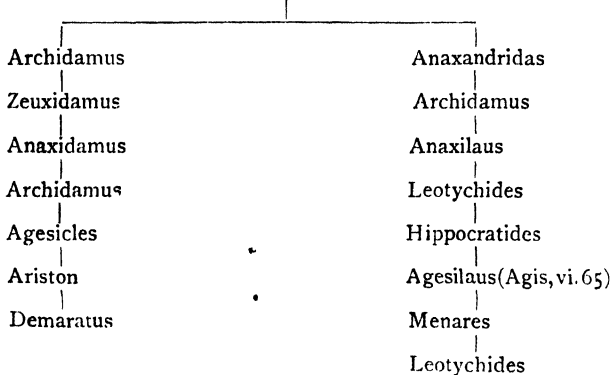 Archidamus Anaxandridas
Zeuxidamus Archidamus
Anaxidamus Anaxilaus
Archidamus Leotychides
Agesicles Hippocratides
Ariston Agesilaus (Agis, vi. 65)
Demaratus Menares
Leotychides